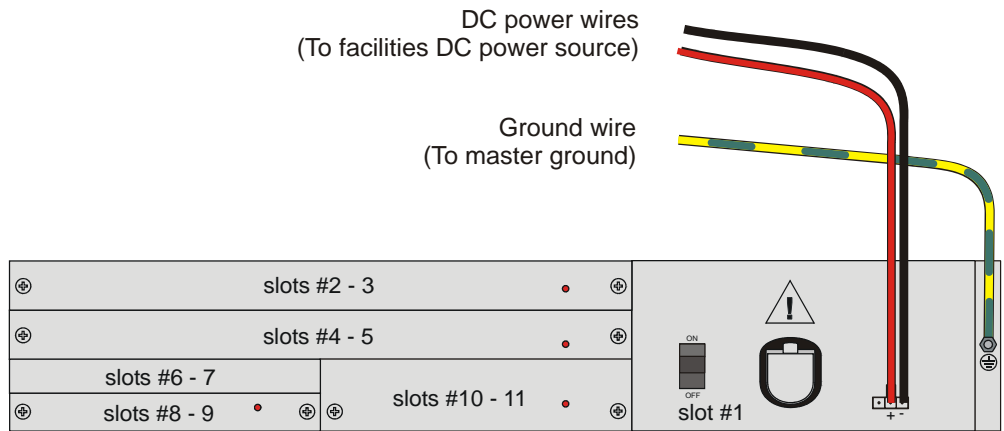 DC power wires
(To facilities DC power source)
Ground wire
(To master ground)
slots #2 - 3
slots #4 - 5
slots #6 - 7
slots #8 - 9
slots #10 - 11
!
ON
OFF
slot #1
+ -